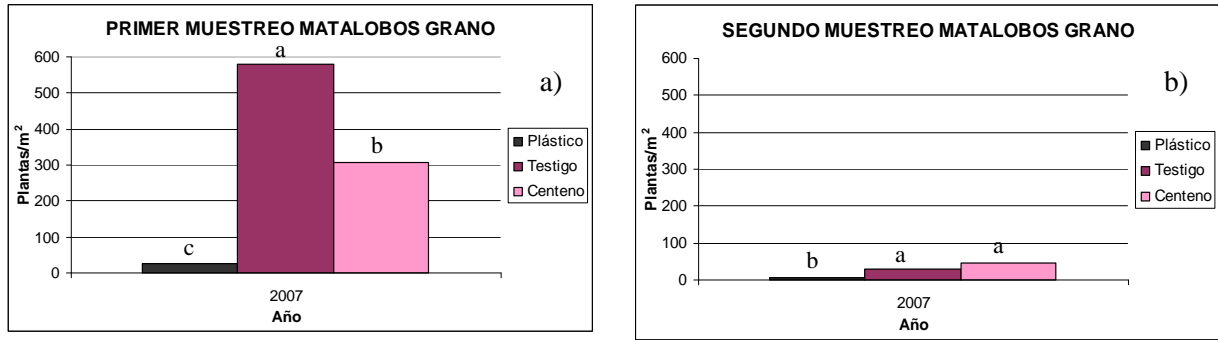 PRIMER MUESTREO MATALOBOS GRANO
a)
Plantas/m²
600
500
400
300
200
100
0
c
a
b
2007
Año
Plástico
Testigo
Centeno
SEGUNDO MUESTREO MATALOBOS GRANO
b)
Plantas/m²
600
500
400
300
200
100
0
b
a
a
2007
Año
Plástico
Testigo
Centeno